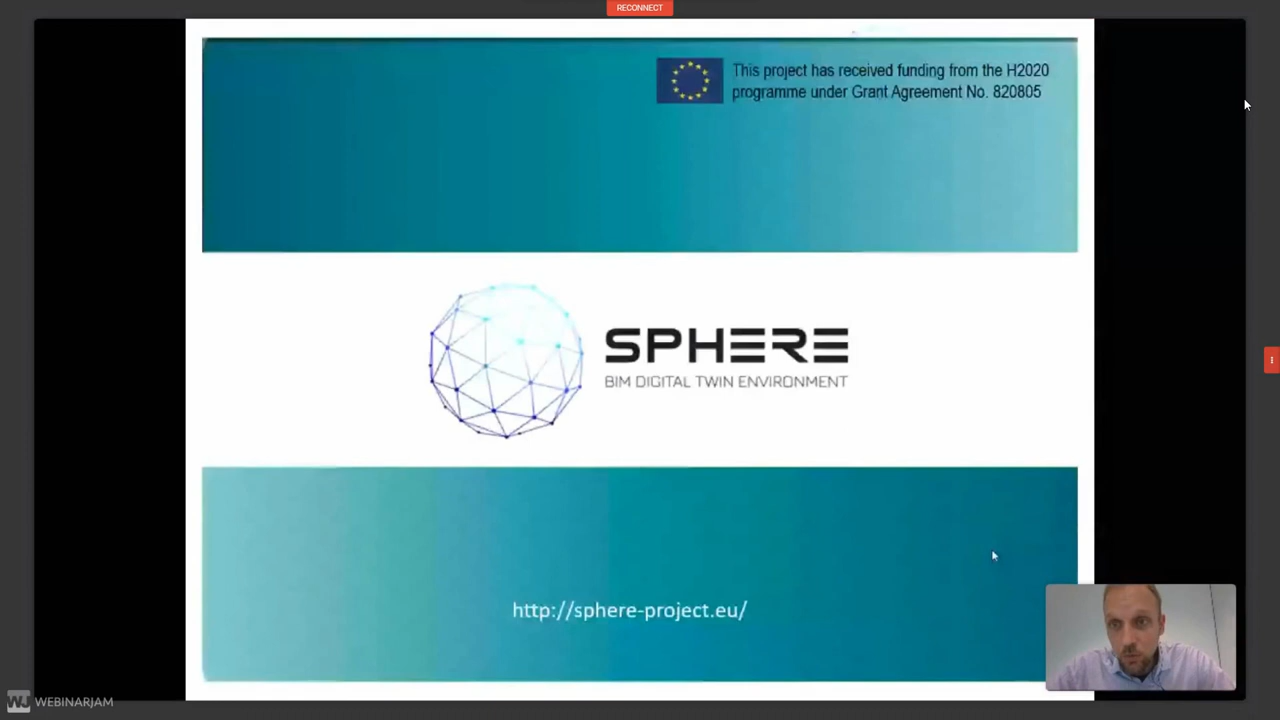 RECONNECT
This project has received funding from the H2020
programme under Grant Agreement No. 820805
SPHERE
BIM DIGITAL TWIN ENVIRONMENT
http://sphere-project.eu/
WJ WEBINARJAM